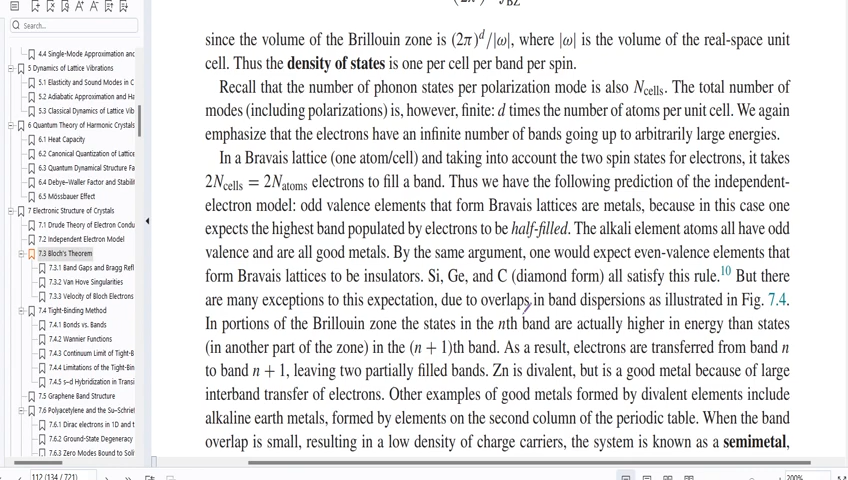 Search...
4.4 Single-Mode Approximation anc
5 Dynamics of Lattice Vibrations
5.1 Elasticity and Sound Modes in C
5.2 Adiabatic Approximation and Ha
5.3 Classical Dynamics of Lattice Vib
6 Quantum Theory of Harmonic Crystals
6.1 Heat Capacity
6.2 Canonical Quantization of Lattice
6.3 Quantum Dynamical Structure Fa
6.4 Debye–Waller Factor and Stabilit
6.5 Mössbauer Effect
7 Electronic Structure of Crystals
7.1 Drude Theory of Electron Conduc
7.2 Independent Electron Model
7.3 Bloch's Theorem
7.3.1 Band Gaps and Bragg Refl
7.3.2 Van Hove Singularities
7.3.3 Velocity of Bloch Electrons
7.4 Tight-Binding Method
7.4.1 Bonds vs. Bands
7.4.2 Wannier Functions
7.4.3 Continuum Limit of Tight-B
7.4.4 Limitations of the Tight-Bin
7.4.5 s–d Hybridization in Transi
7.5 Graphene Band Structure
7.6 Polyacetylene and the Su–Schrief
7.6.1 Dirac electrons in 1D and t
7.6.2 Ground-State Degeneracy
7.6.3 Zero Modes Bound to Solit
112 (134 / 721)
BZ
since the volume of the Brillouin zone is (2π)^d/|ω|, where |ω| is the volume of the real-space unit
cell. Thus the density of states is one per cell per band per spin.
Recall that the number of phonon states per polarization mode is also N_cells. The total number of
modes (including polarizations) is, however, finite: d times the number of atoms per unit cell. We again
emphasize that the electrons have an infinite number of bands going up to arbitrarily large energies.
In a Bravais lattice (one atom/cell) and taking into account the two spin states for electrons, it takes
2N_cells = 2N_atoms electrons to fill a band. Thus we have the following prediction of the independent-
electron model: odd valence elements that form Bravais lattices are metals, because in this case one
expects the highest band populated by electrons to be half-filled. The alkali element atoms all have odd
valence and are all good metals. By the same argument, one would expect even-valence elements that
form Bravais lattices to be insulators. Si, Ge, and C (diamond form) all satisfy this rule.¹⁰ But there
are many exceptions to this expectation, due to overlaps in band dispersions as illustrated in Fig. 7.4.
In portions of the Brillouin zone the states in the nth band are actually higher in energy than states
(in another part of the zone) in the (n + 1)th band. As a result, electrons are transferred from band n
to band n + 1, leaving two partially filled bands. Zn is divalent, but is a good metal because of large
interband transfer of electrons. Other examples of good metals formed by divalent elements include
alkaline earth metals, formed by elements on the second column of the periodic table. When the band
overlap is small, resulting in a low density of charge carriers, the system is known as a semimetal,
200%